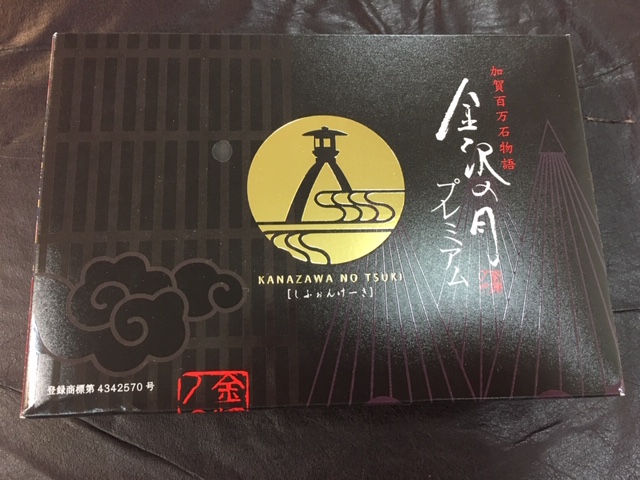 加賀百万石物語
金沢の月
プレミアム
KANAZAWA NO TSUKI
[しふぉんけーき]
登録商標第 4342570 号